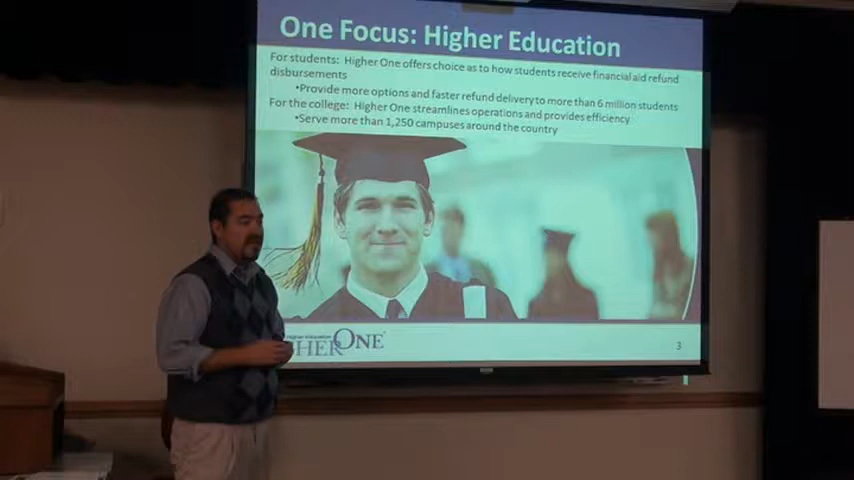 One Focus: Higher Education
For students: Higher One offers choice as to how students receive financial aid refund
disbursements
•Provide more options and faster refund delivery to more than 6 million students
For the college: Higher One streamlines operations and provides efficiency
•Serve more than 1,250 campuses around the country
Higher Education
HER ONE
3